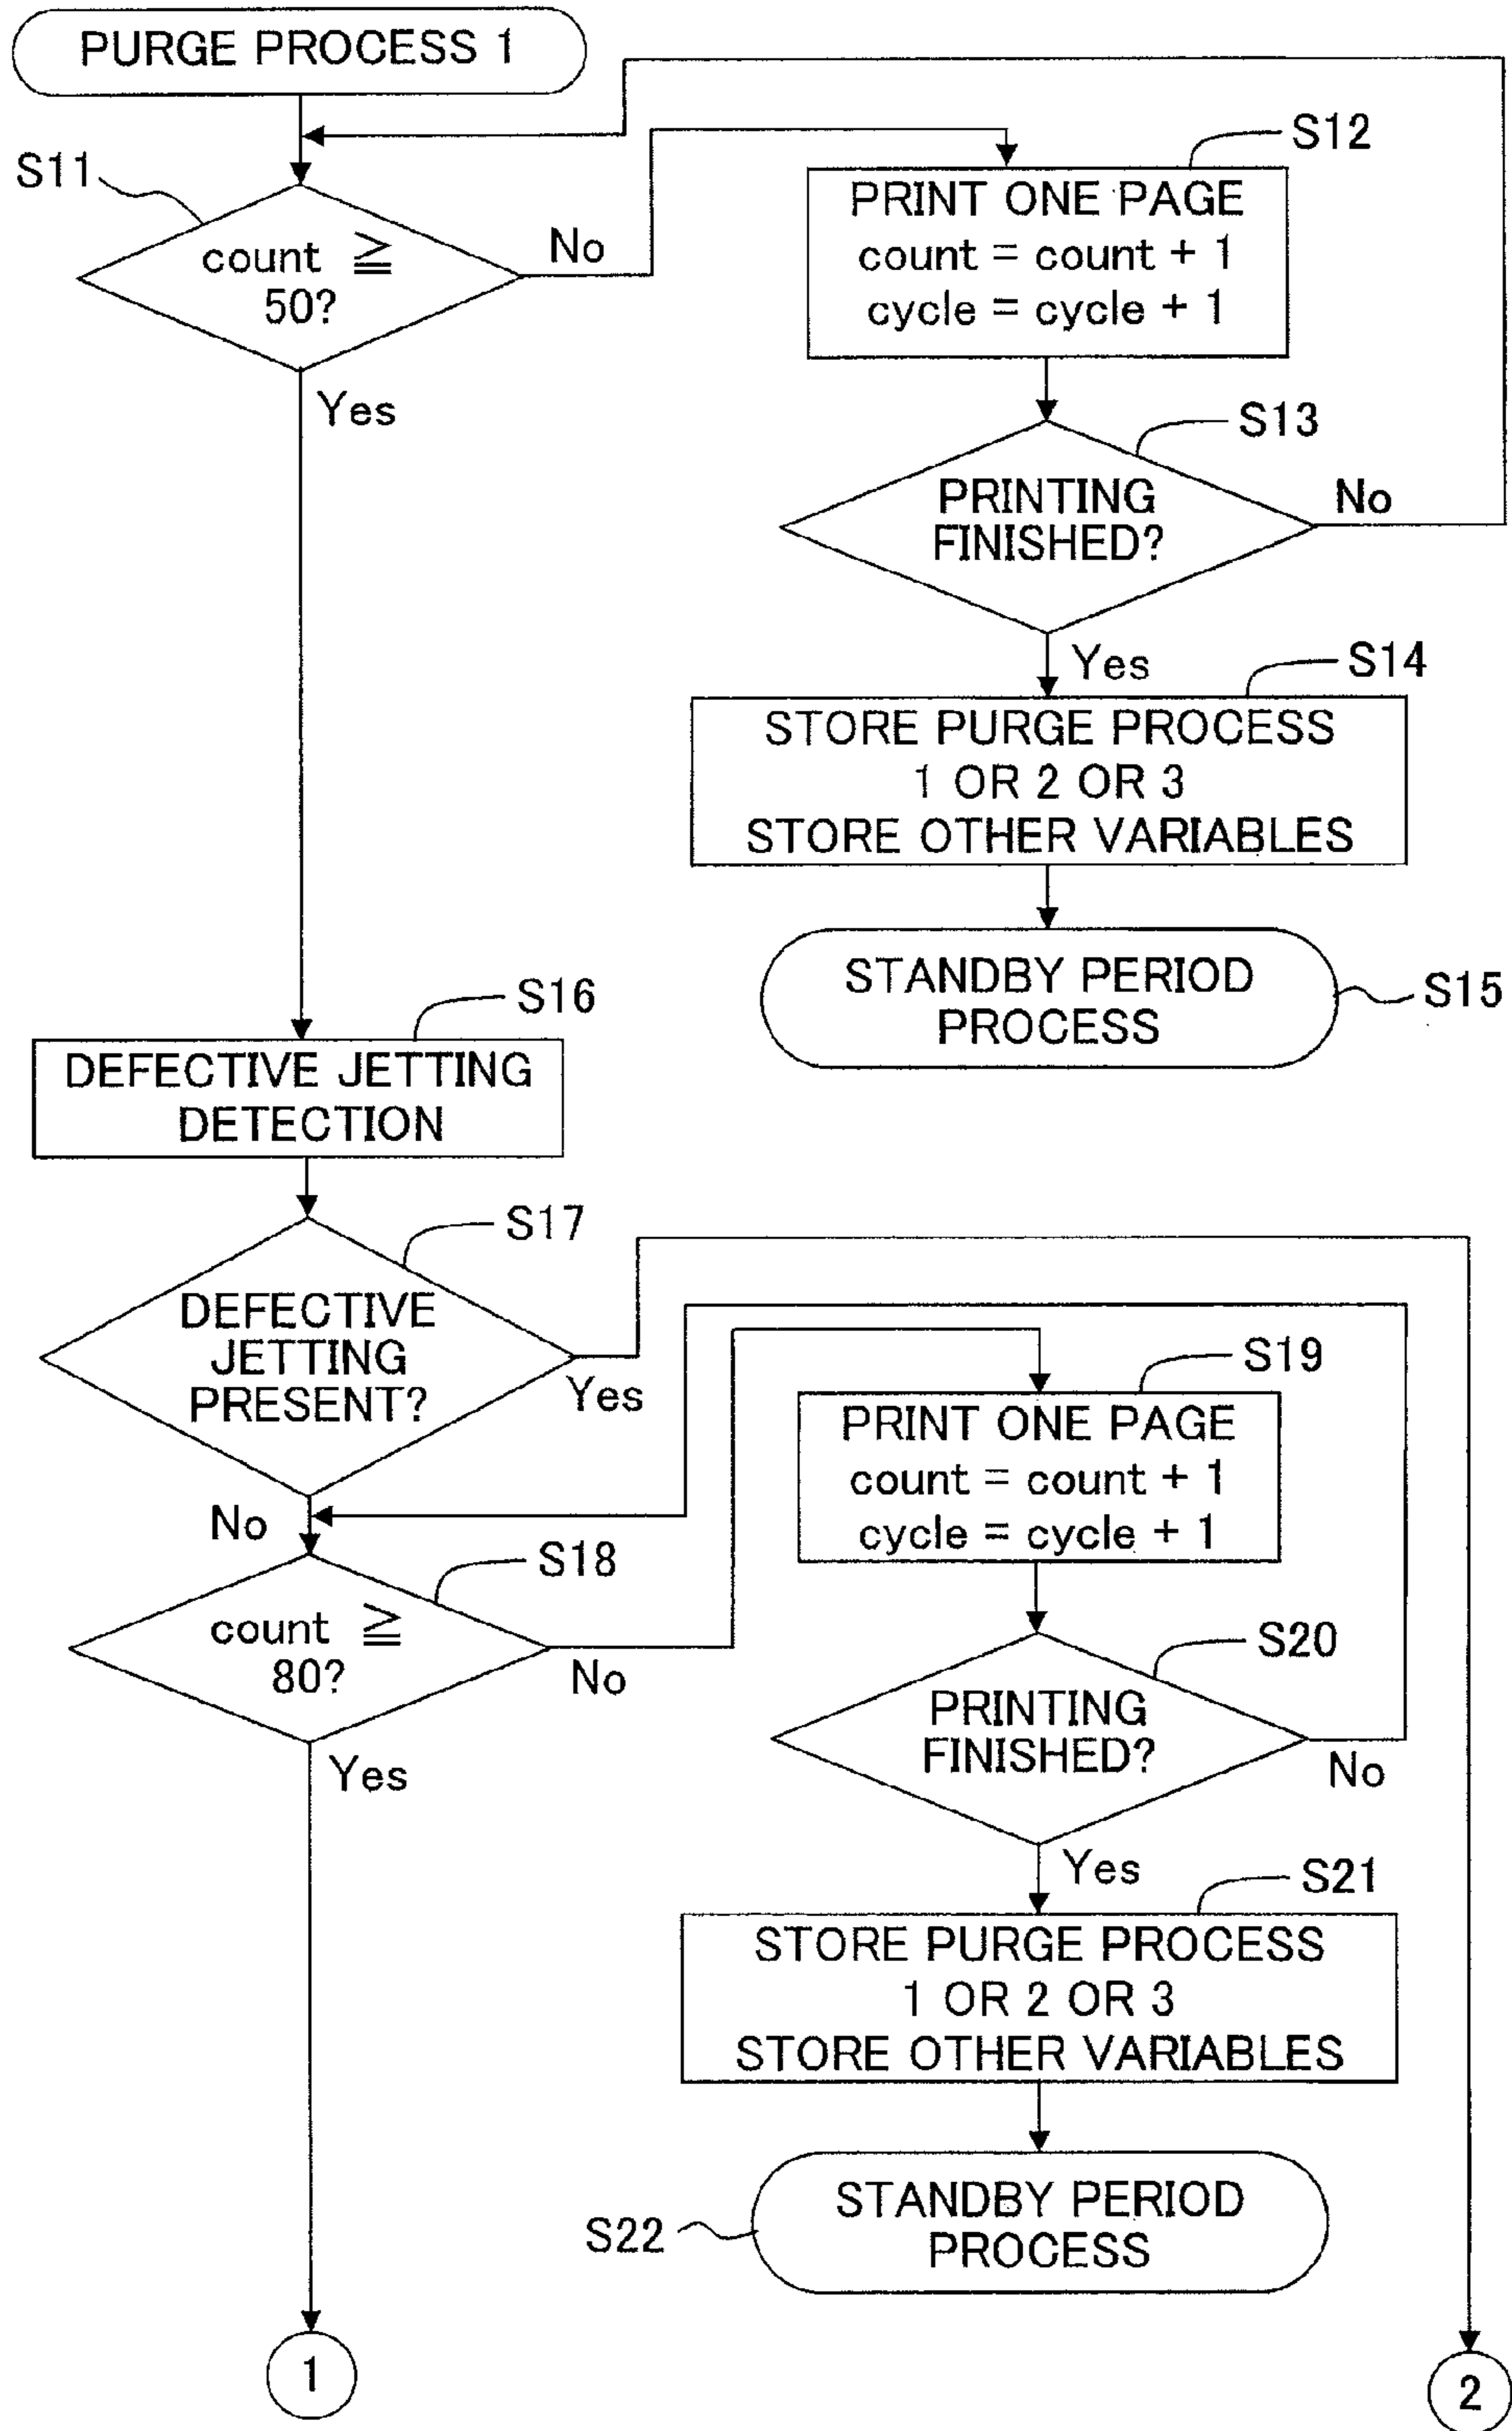 PURGE PROCESS 1
S11
count ≧
50?
No
Yes
S12
PRINT ONE PAGE
count = count + 1
cycle = cycle + 1
S13
PRINTING
FINISHED?
No
Yes
S14
STORE PURGE PROCESS
1 OR 2 OR 3
STORE OTHER VARIABLES
STANDBY PERIOD
PROCESS
S15
S16
DEFECTIVE JETTING
DETECTION
S17
DEFECTIVE
JETTING
PRESENT?
Yes
No
S18
count ≧
80?
No
Yes
S19
PRINT ONE PAGE
count = count + 1
cycle = cycle + 1
S20
PRINTING
FINISHED?
No
Yes
S21
STORE PURGE PROCESS
1 OR 2 OR 3
STORE OTHER VARIABLES
S22
STANDBY PERIOD
PROCESS
1
2